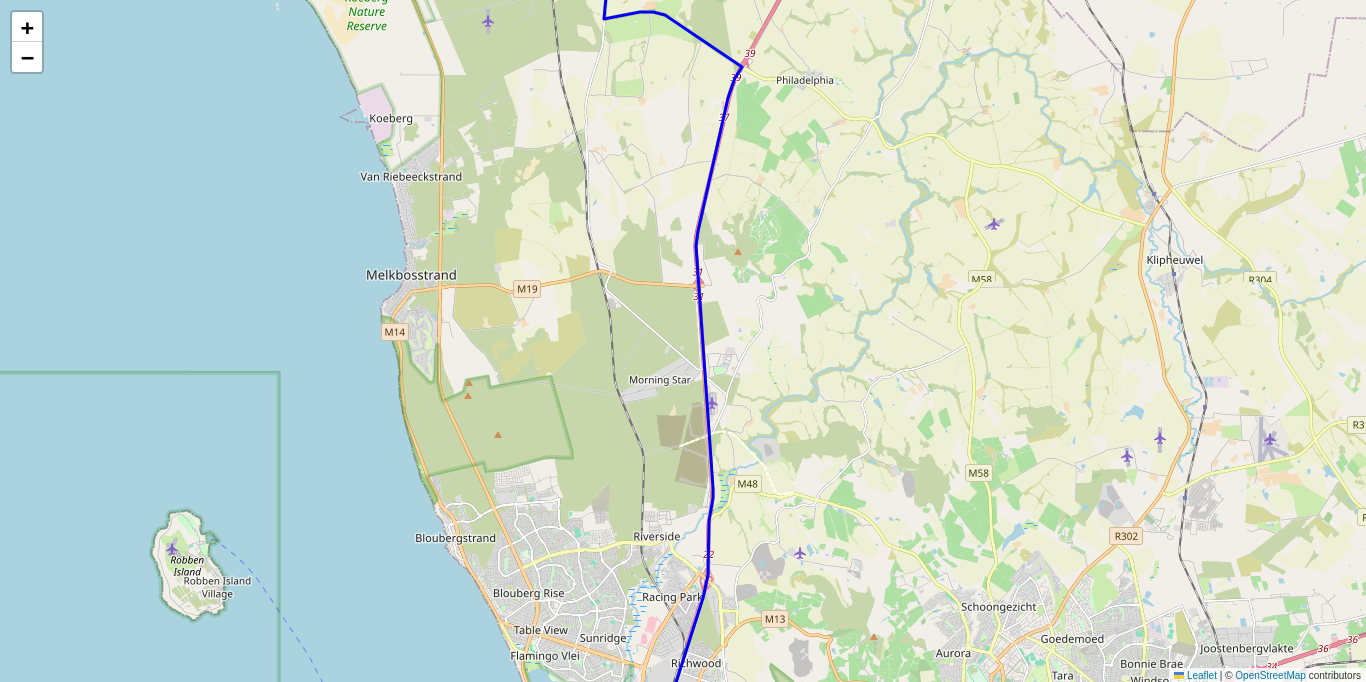 +
−
Koeberg
Nature
Reserve
39
39
Philadelphia
37
Koeberg
Van Riebeeckstrand
Melkbosstrand
M19
31
31
M14
Klipheuwel
M58
R304
Morning Star
M58
M48
R302
Bloubergstrand
Riverside
22
Robben
Island
Robben Island
Village
Blouberg Rise
Racing Park
Table View
Sunridge
Flamingo Vlei
Richwood
M13
Schoongezicht
Goedemoed
Aurora
Tara
Bonnie Brae
Joostenbergvlakte
36
34
Leaflet | © OpenStreetMap contributors